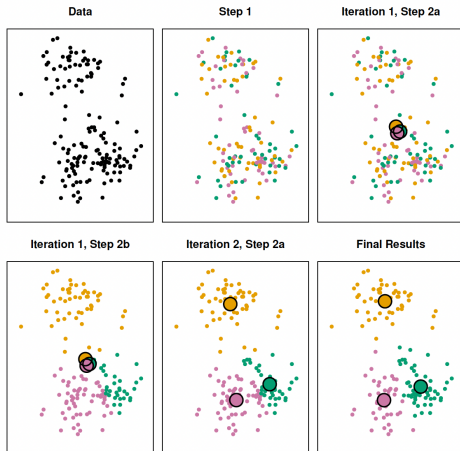 Data
Step 1
Iteration 1, Step 2a
Iteration 1, Step 2b
Iteration 2, Step 2a
Final Results